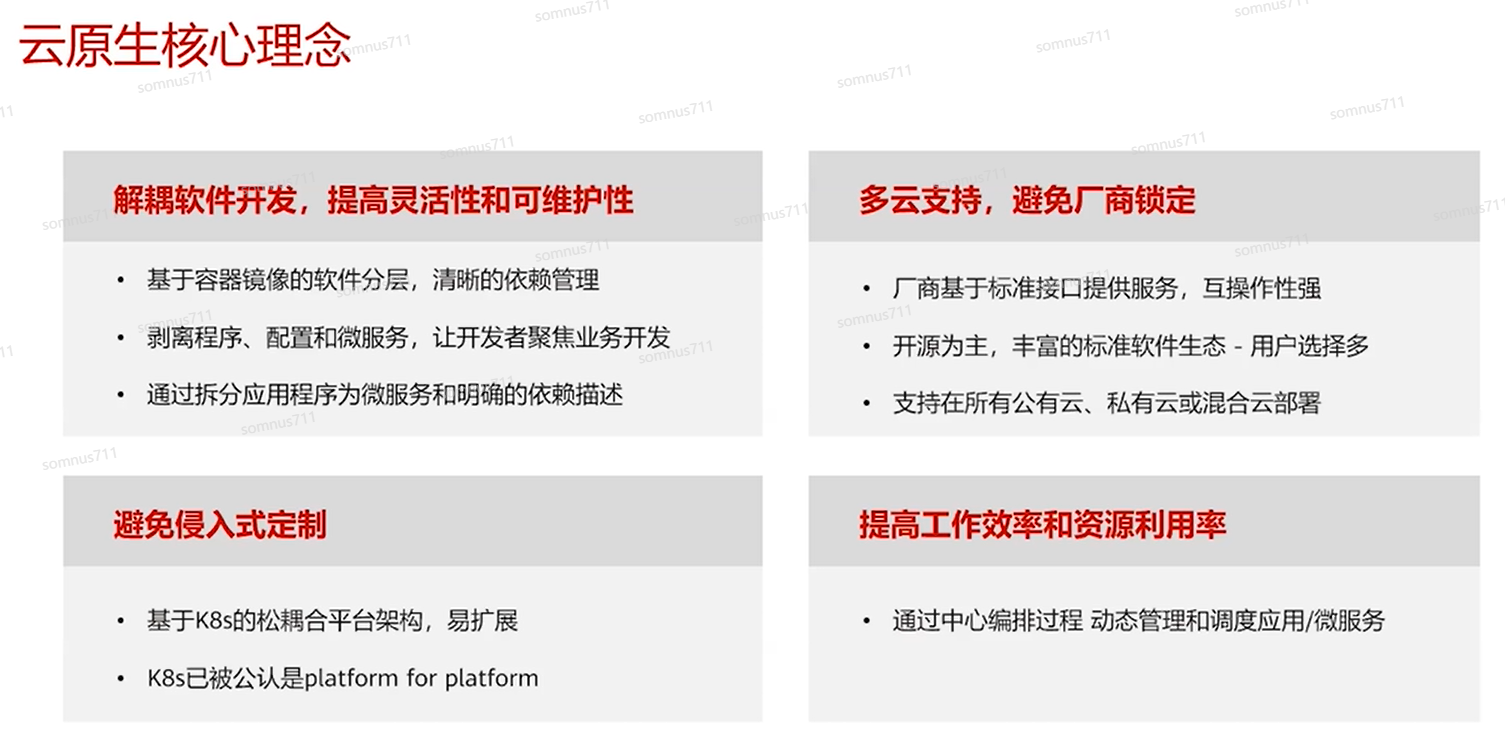 云原生核心理念
解耦软件开发，提高灵活性和可维护性
• 基于容器镜像的软件分层，清晰的依赖管理
• 剥离程序、配置和微服务，让开发者聚焦业务开发
• 通过拆分应用程序为微服务和明确的依赖描述
多云支持，避免厂商锁定
• 厂商基于标准接口提供服务，互操作性强
• 开源为主，丰富的标准软件生态 - 用户选择多
• 支持在所有公有云、私有云或混合云部署
避免侵入式定制
• 基于K8s的松耦合平台架构，易扩展
• K8s已被公认是platform for platform
提高工作效率和资源利用率
• 通过中心编排过程 动态管理和调度应用/微服务
somnus711